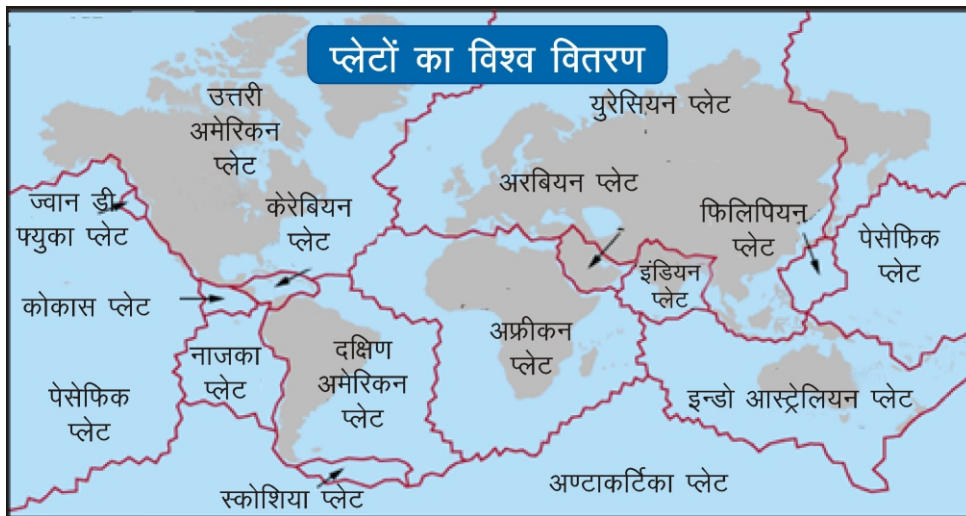 प्लेटों का विश्व वितरण
उत्तरी
अमेरिकन
प्लेट
युरेसियन प्लेट
अरबियन प्लेट
ज्वान डी
फ्युका प्लेट
केरेबियन
प्लेट
फिलिपियन
प्लेट
पेसेफिक
प्लेट
कोकास प्लेट
इंडियन
प्लेट
नाजका
प्लेट
दक्षिण
अमेरिकन
प्लेट
अफ्रीकन
प्लेट
पेसेफिक
प्लेट
इन्डो आस्ट्रेलियन प्लेट
स्कोशिया प्लेट
अण्टाकर्टिका प्लेट